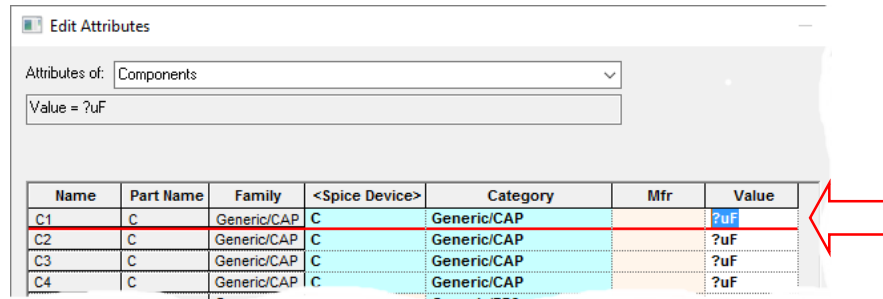 Edit Attributes
Attributes of: Components
Value = ?uF
Name Part Name Family <Spice Device> Category Mfr Value
C1 C Generic/CAP C Generic/CAP ?uF
C2 C Generic/CAP C Generic/CAP ?uF
C3 C Generic/CAP C Generic/CAP ?uF
C4 C Generic/CAP C Generic/CAP ?uF